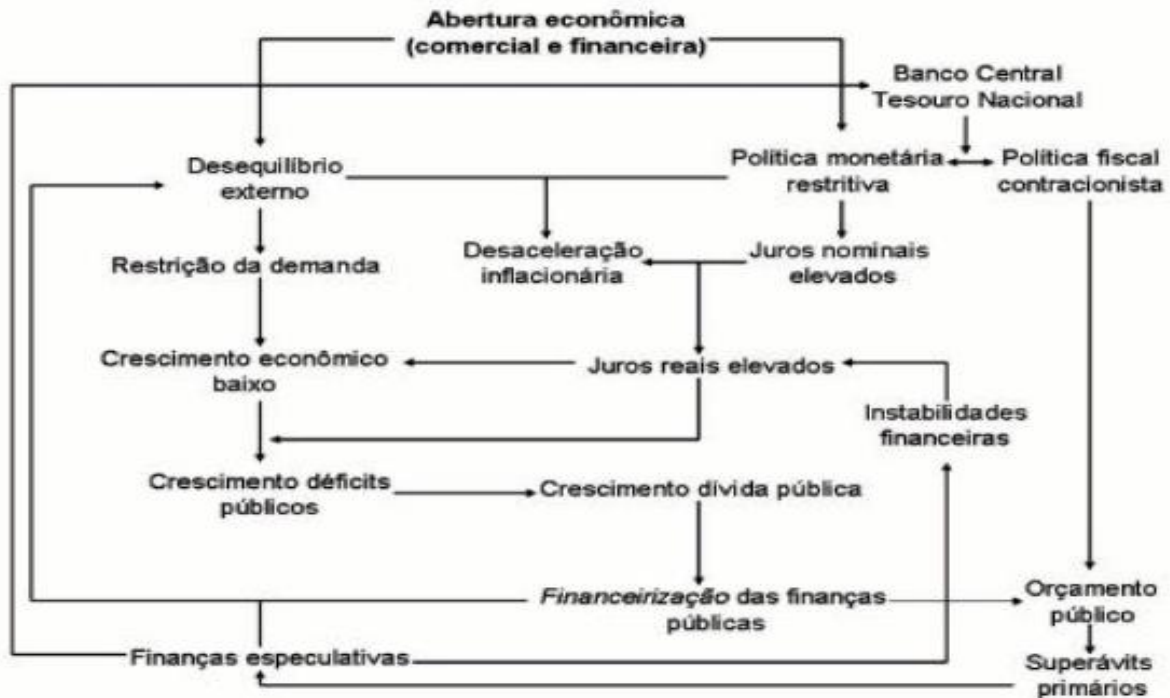 Abertura econômica
(comercial e financeira)
Banco Central
Tesouro Nacional
Desequilíbrio
externo
Política monetária
restritiva
Política fiscal
contracionista
Restrição da demanda
Desaceleração
inflacionária
Juros nominais
elevados
Crescimento econômico
baixo
Juros reais elevados
Instabilidades
financeiras
Crescimento déficits
públicos
Crescimento dívida pública
Financeirização das finanças
públicas
Orçamento
público
Finanças especulativas
Superávits
primários